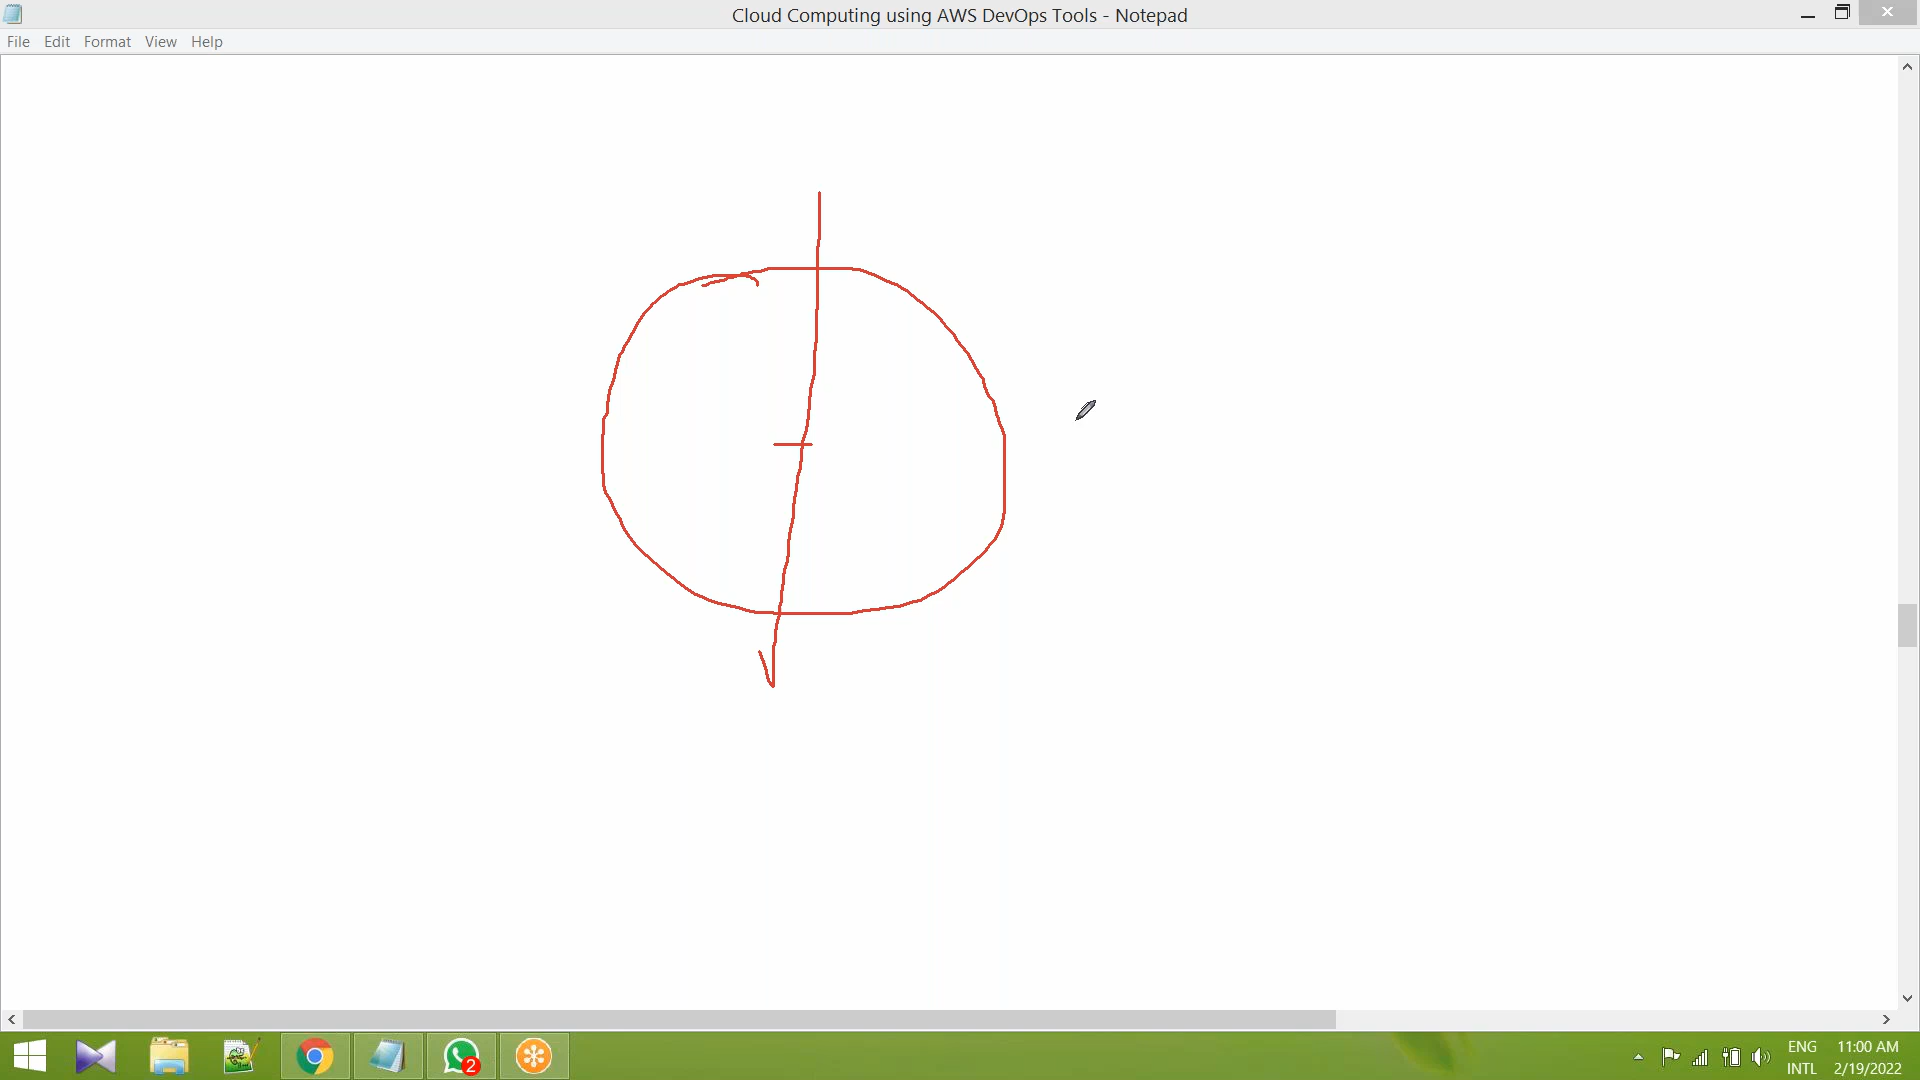 Cloud Computing using AWS DevOps Tools - Notepad
File Edit Format View Help
2
ENG 11:00 AM
INTL 2/19/2022